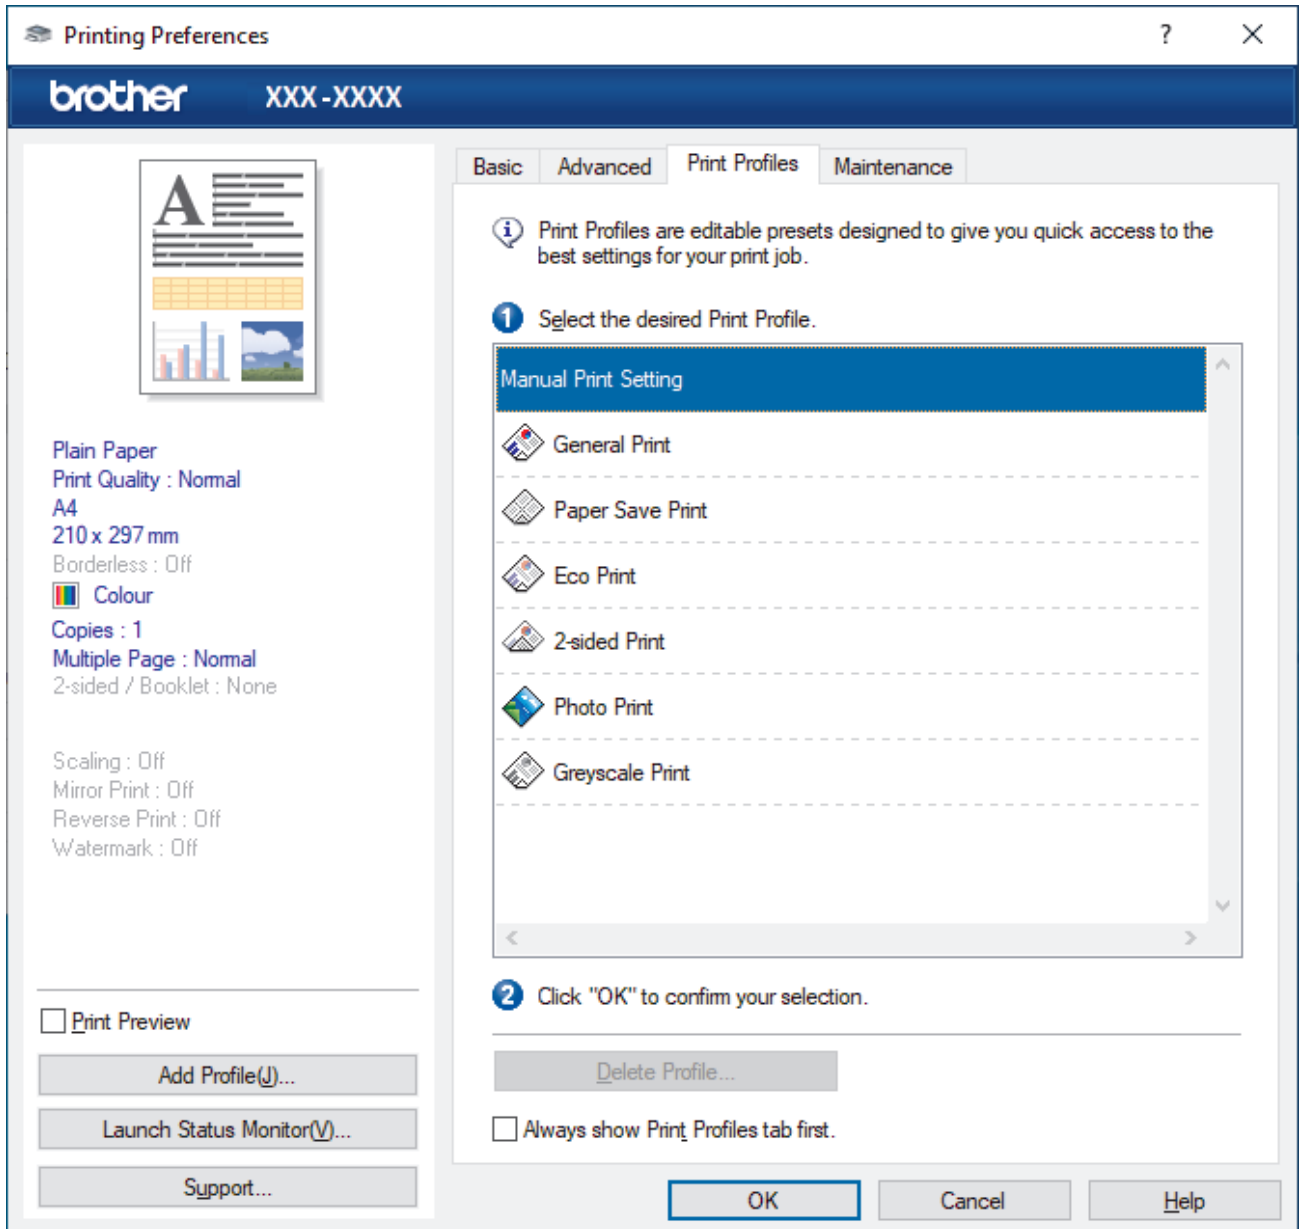 Printing Preferences
?
brother XXX-XXXX
A
Plain Paper
Print Quality : Normal
A4
210 x 297 mm
Borderless : Off
Colour
Copies : 1
Multiple Page : Normal
2-sided / Booklet : None
Scaling : Off
Mirror Print : Off
Reverse Print : Off
Watermark : Off
Print Preview
Add Profile(J)...
Launch Status Monitor(V)...
Support...
Basic
Advanced
Print Profiles
Maintenance
Print Profiles are editable presets designed to give you quick access to the
best settings for your print job.
1 Select the desired Print Profile.
Manual Print Setting
General Print
Paper Save Print
Eco Print
2-sided Print
Photo Print
Greyscale Print
2 Click "OK" to confirm your selection.
Delete Profile...
Always show Print Profiles tab first.
OK
Cancel
Help